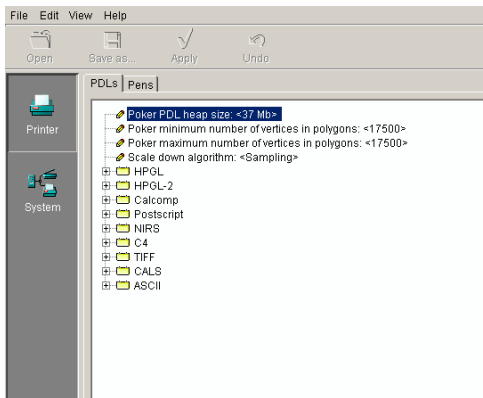 File Edit View Help
Open Save as... Apply Undo
PDLs Pens
Printer
System
Poker PDL heap size: <37 Mb>
Poker minimum number of vertices in polygons: <17500>
Poker maximum number of vertices in polygons: <17500>
Scale down algorithm: <Sampling>
HPGL
HPGL-2
Calcomp
Postscript
NIRS
C4
TIFF
CALS
ASCII